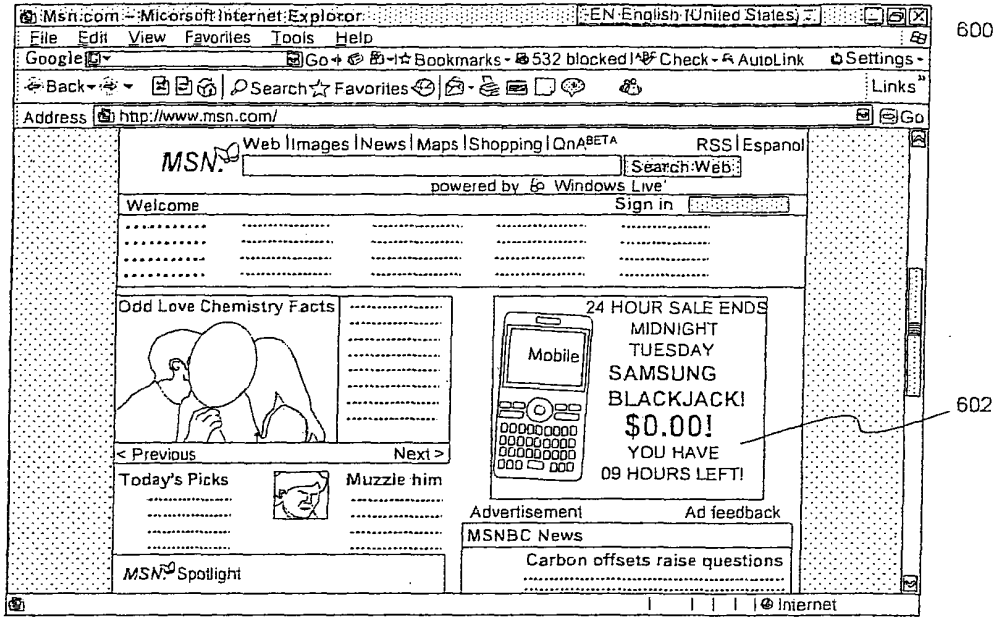 Msn:com – Micorsoft Internet Explorer EN English (United States)
600
File Edit View Favorites Tools Help
Google Go Bookmarks 532 blocked Check AutoLink Settings
Back Search Favorites Links
Address http://www.msn.com/ Go
MSN. Web Images News Maps Shopping QnA BETA RSS Espanol
Search Web
powered by Windows Live
Welcome Sign in
Odd Love Chemistry Facts
< Previous Next >
24 HOUR SALE ENDS
MIDNIGHT
TUESDAY
Mobile
SAMSUNG
BLACKJACK!
$0.00!
602
YOU HAVE
09 HOURS LEFT!
Today's Picks Muzzle him
Advertisement Ad feedback
MSNBC News
Carbon offsets raise questions
MSN. Spotlight
Internet